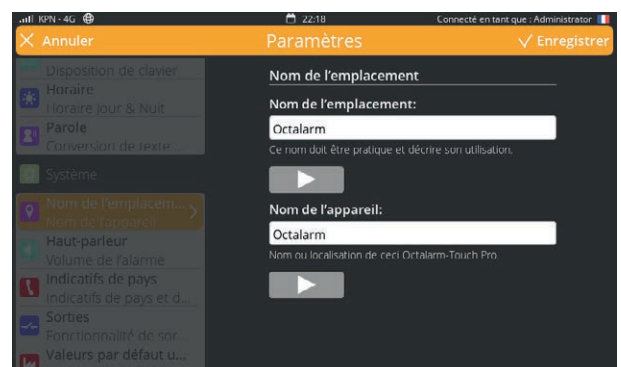 KPN - 4G
22:18
Connecté en tant que : Administrator
Annuler
Paramètres
Enregistrer
Disposition de clavier
Horaire
Horaire Jour & Nuit
Parole
Conversion de texte ...
Système
Nom de l'emplacem...
Nom de l'appareil
Haut-parleur
Volume de l'alarme
Indicatifs de pays
Indicatifs de pays et d...
Sorties
Fonctionnalité de sor...
Valeurs par défaut u...
Nom de l'emplacement
Nom de l'emplacement:
Octalarm
Ce nom doit être pratique et décrire son utilisation.
Nom de l'appareil:
Octalarm
Nom ou localisation de ceci Octalarm-Touch Pro.